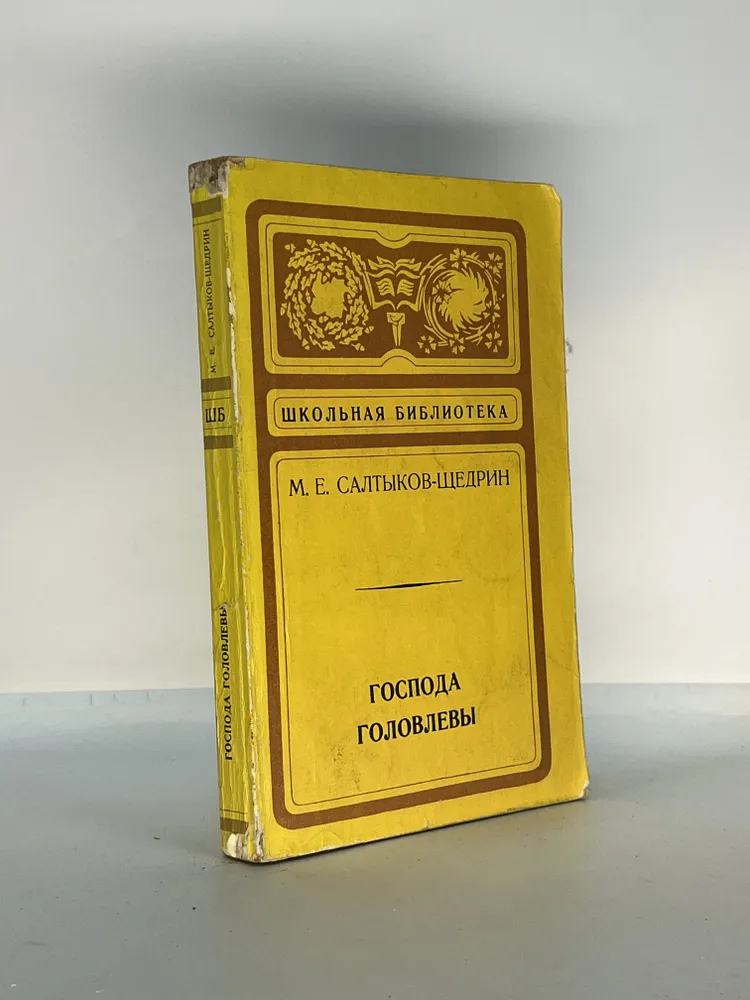 М. Е. САЛТЫКОВ-ЩЕДРИН
ШБ
ГОСПОДА ГОЛОВЛЕВЫ
ШКОЛЬНАЯ БИБЛИОТЕКА
М. Е. САЛТЫКОВ-ЩЕДРИН
ГОСПОДА
ГОЛОВЛЕВЫ